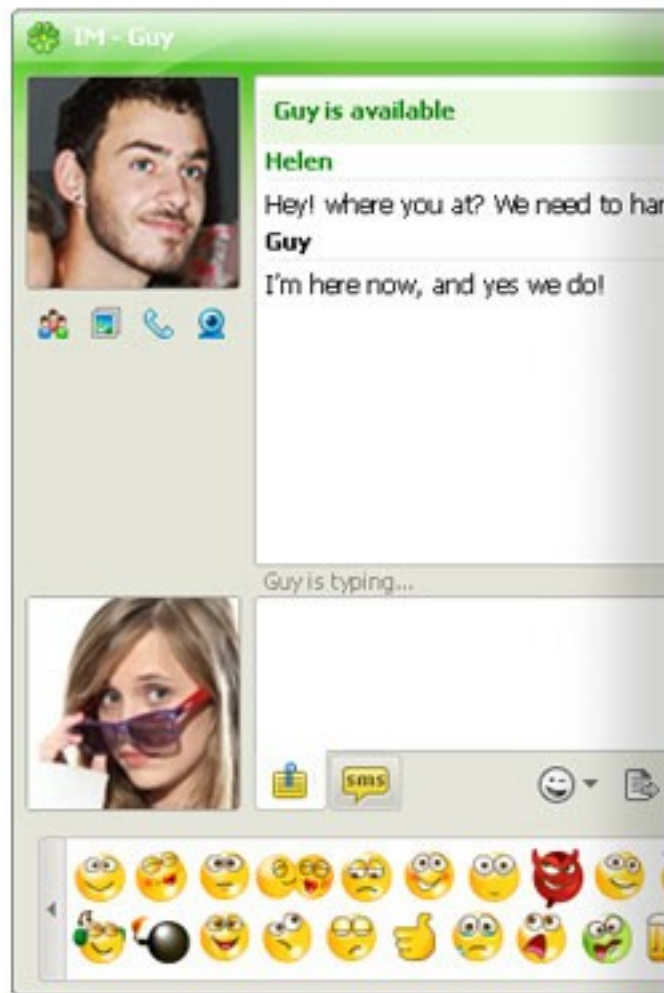 IM - Guy
Guy is available
Helen
Hey! where you at? We need to han
Guy
I'm here now, and yes we do!
Guy is typing...
sms